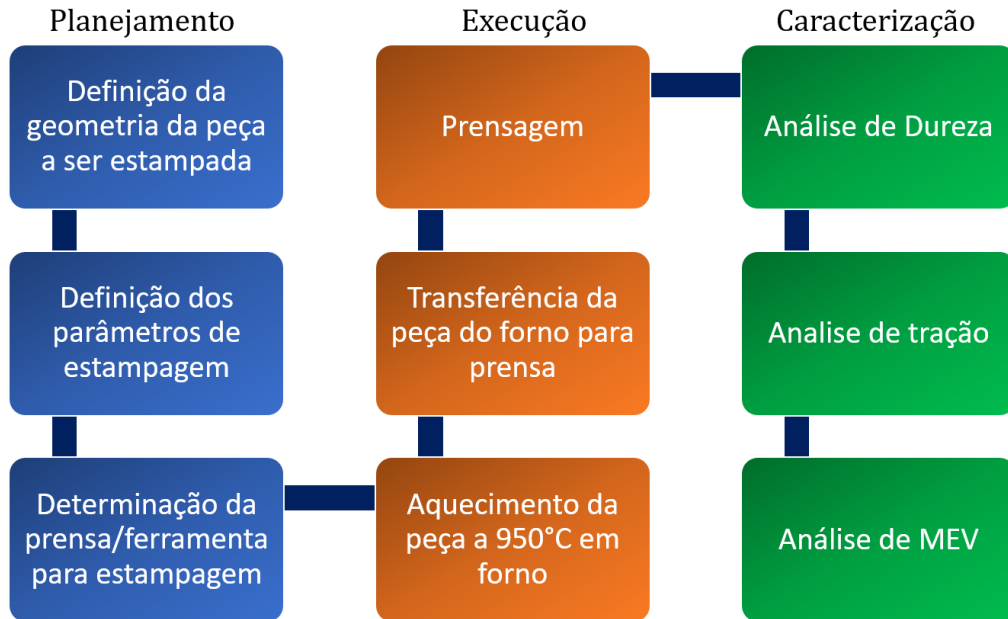 Planejamento
Definição da
geometria da peça
a ser estampada
Definição dos
parâmetros de
estampagem
Determinação da
prensa/ferramenta
para estampagem
Execução
Prensagem
Transferência da
peça do forno para
prensa
Aquecimento da
peça a 950°C em
forno
Caracterização
Análise de Dureza
Analise de tração
Análise de MEV